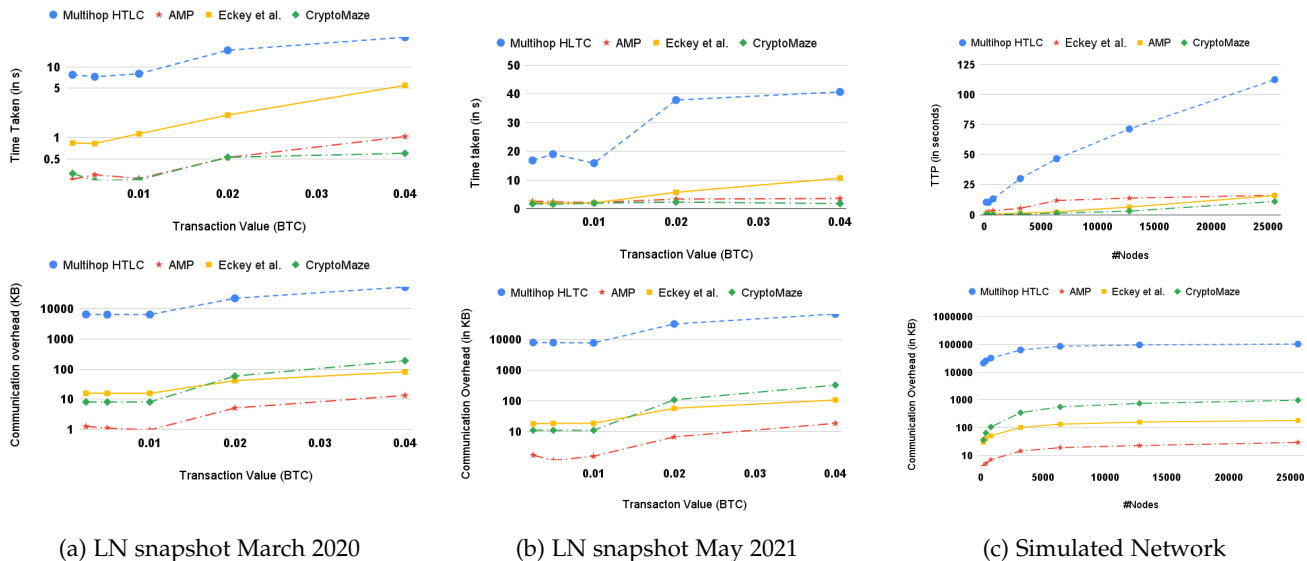 Multihop HTLC AMP Eckey et al. CryptoMaze
Time Taken (in s)
10
5
1
0.5
0.01 0.02 0.03 0.04
Transaction Value (BTC)
Multihop HLTC AMP Eckey et al. CryptoMaze
Time taken (in s)
50
40
30
20
10
0
0.01 0.02 0.03 0.04
Transaction Value (BTC)
Multihop HTLC Eckey et al. AMP CryptoMaze
TTP (in seconds)
125
100
75
50
25
0
0 5000 10000 15000 20000 25000
#Nodes
Multihop HTLC AMP Eckey et al. CryptoMaze
Communication overhead (KB)
10000
1000
100
10
1
0.01 0.02 0.03 0.04
Transaction Value (BTC)
Multihop HLTC AMP Eckey et al. CryptoMaze
Communication Overhead (in KB)
10000
1000
100
10
0.01 0.02 0.03 0.04
Transacton Value (BTC)
Multihop HTLC AMP Eckey et al. CryptoMaze
Communication Overhead (in KB)
1000000
100000
10000
1000
100
10
0 5000 10000 15000 20000 25000
#Nodes
(a) LN snapshot March 2020
(b) LN snapshot May 2021
(c) Simulated Network